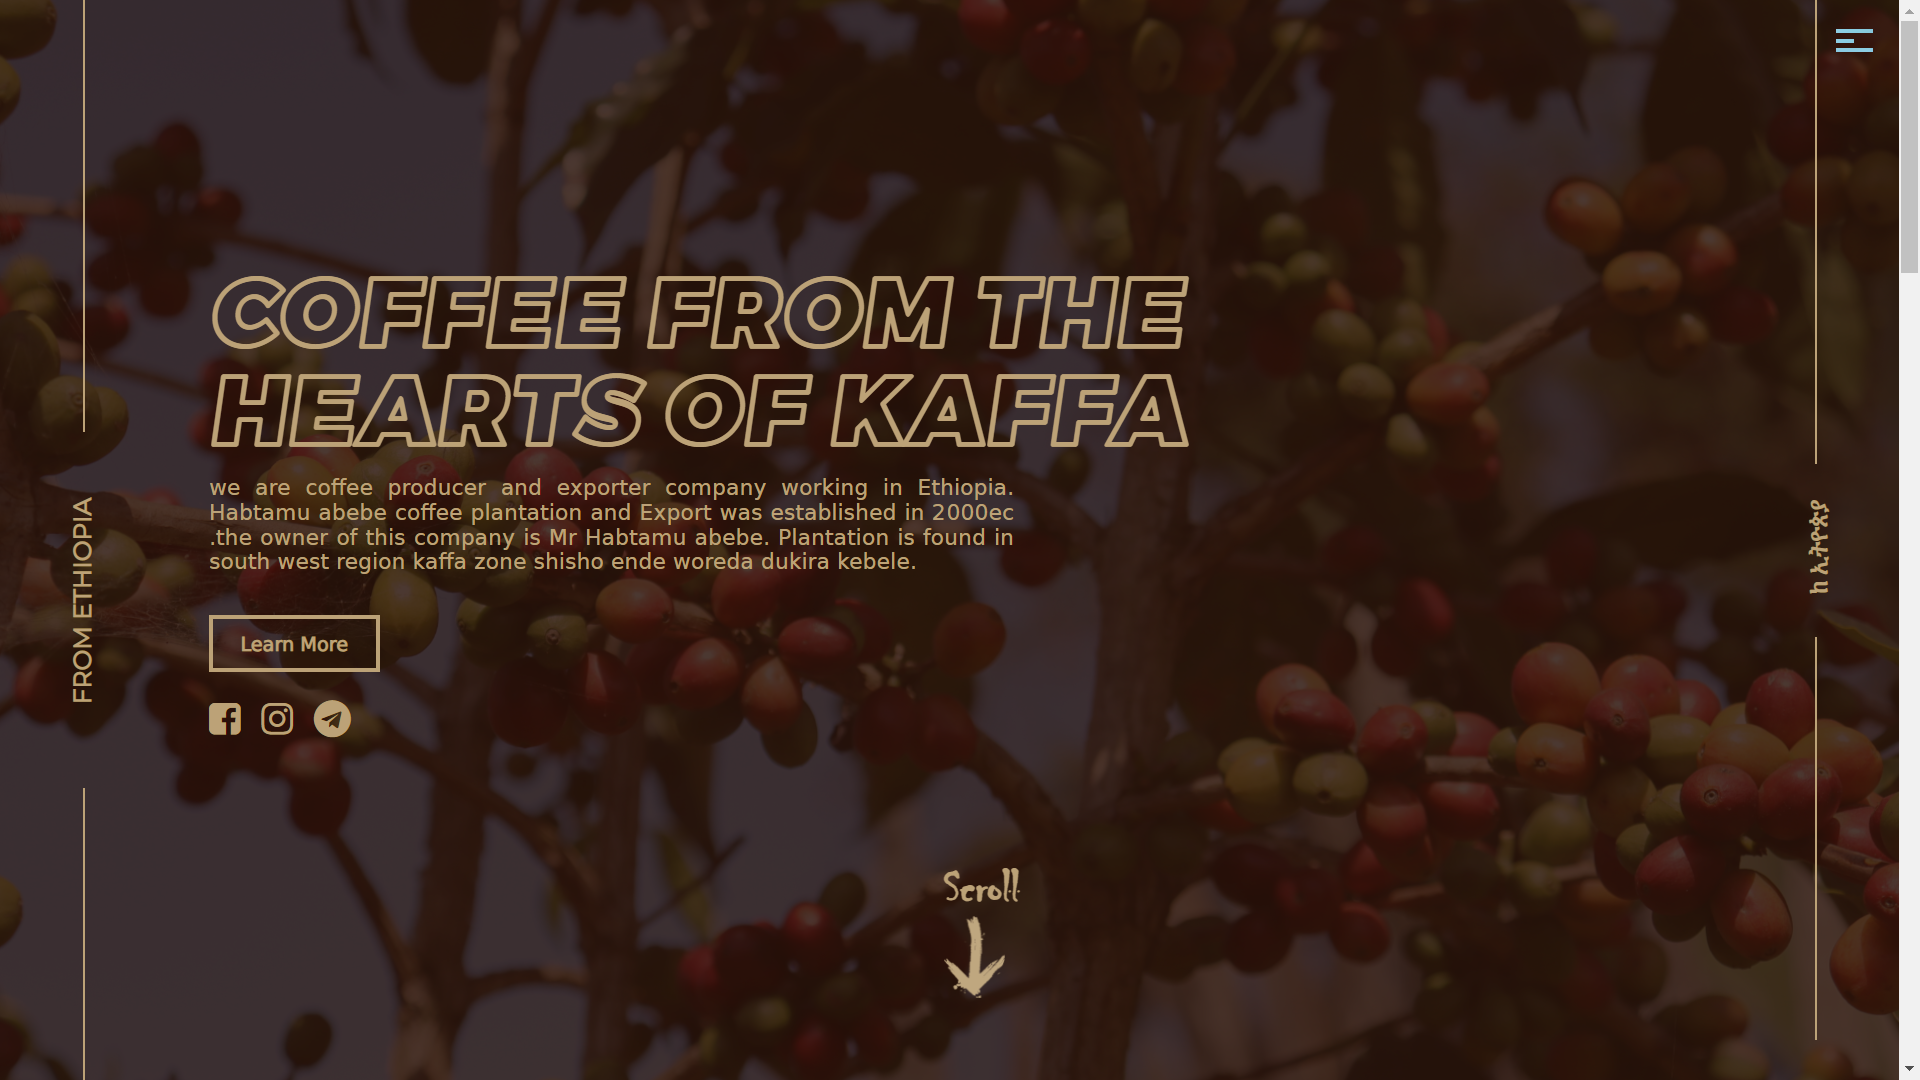 COFFEE FROM THE
HEARTS OF KAFFA
we are coffee producer and exporter company working in Ethiopia.
Habtamu abebe coffee plantation and Export was established in 2000ec
.the owner of this company is Mr Habtamu abebe. Plantation is found in
south west region kaffa zone shisho ende woreda dukira kebele.
Learn More
FROM ETHIOPIA
ከ ኢትዮጵያ
Scroll